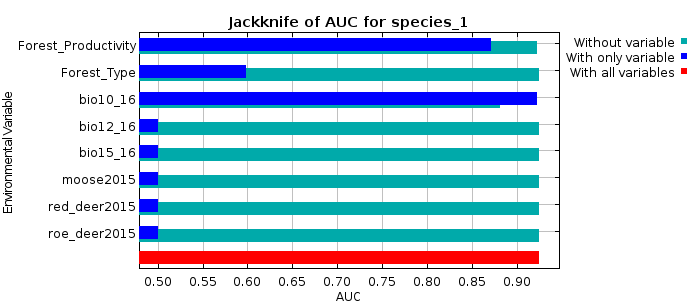 Jackknife of AUC for species_1
Environmental Variable
Forest_Productivity
Forest_Type
bio10_16
bio12_16
bio15_16
moose2015
red_deer2015
roe_deer2015
0.50 0.55 0.60 0.65 0.70 0.75 0.80 0.85 0.90
AUC
Without variable
With only variable
With all variables